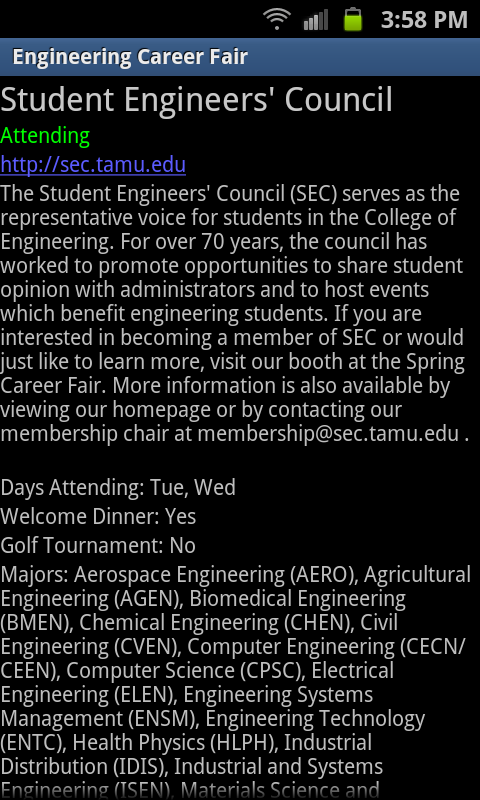 3:58 PM
Engineering Career Fair
Student Engineers' Council
Attending
http://sec.tamu.edu
The Student Engineers' Council (SEC) serves as the
representative voice for students in the College of
Engineering. For over 70 years, the council has
worked to promote opportunities to share student
opinion with administrators and to host events
which benefit engineering students. If you are
interested in becoming a member of SEC or would
just like to learn more, visit our booth at the Spring
Career Fair. More information is also available by
viewing our homepage or by contacting our
membership chair at membership@sec.tamu.edu .
Days Attending: Tue, Wed
Welcome Dinner: Yes
Golf Tournament: No
Majors: Aerospace Engineering (AERO), Agricultural
Engineering (AGEN), Biomedical Engineering
(BMEN), Chemical Engineering (CHEN), Civil
Engineering (CVEN), Computer Engineering (CECN/
CEEN), Computer Science (CPSC), Electrical
Engineering (ELEN), Engineering Systems
Management (ENSM), Engineering Technology
(ENTC), Health Physics (HLPH), Industrial
Distribution (IDIS), Industrial and Systems
Engineering (ISEN), Materials Science and